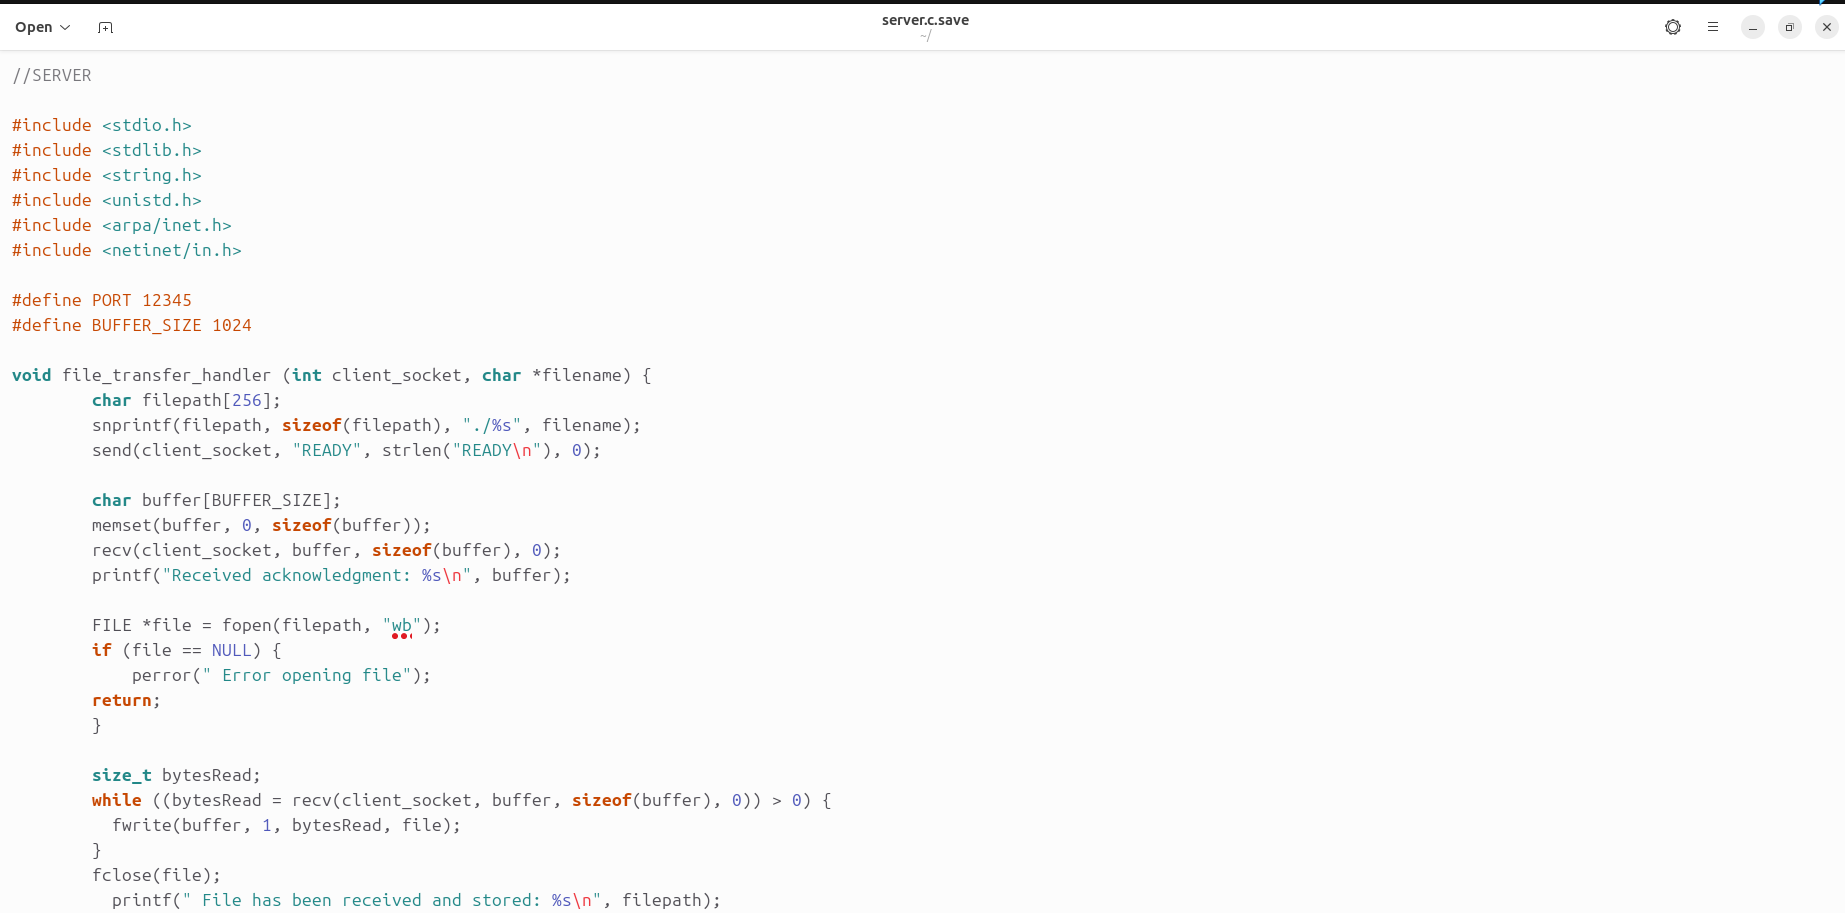 Open
server.c.save
~/
//SERVER
#include <stdio.h>
#include <stdlib.h>
#include <string.h>
#include <unistd.h>
#include <arpa/inet.h>
#include <netinet/in.h>
#define PORT 12345
#define BUFFER_SIZE 1024
void file_transfer_handler (int client_socket, char *filename) {
        char filepath[256];
        snprintf(filepath, sizeof(filepath), "./%s", filename);
        send(client_socket, "READY", strlen("READY\n"), 0);
        char buffer[BUFFER_SIZE];
        memset(buffer, 0, sizeof(buffer));
        recv(client_socket, buffer, sizeof(buffer), 0);
        printf("Received acknowledgment: %s\n", buffer);
        FILE *file = fopen(filepath, "wb");
        if (file == NULL) {
            perror(" Error opening file");
        return;
        }
        size_t bytesRead;
        while ((bytesRead = recv(client_socket, buffer, sizeof(buffer), 0)) > 0) {
          fwrite(buffer, 1, bytesRead, file);
        }
        fclose(file);
          printf(" File has been received and stored: %s\n", filepath);